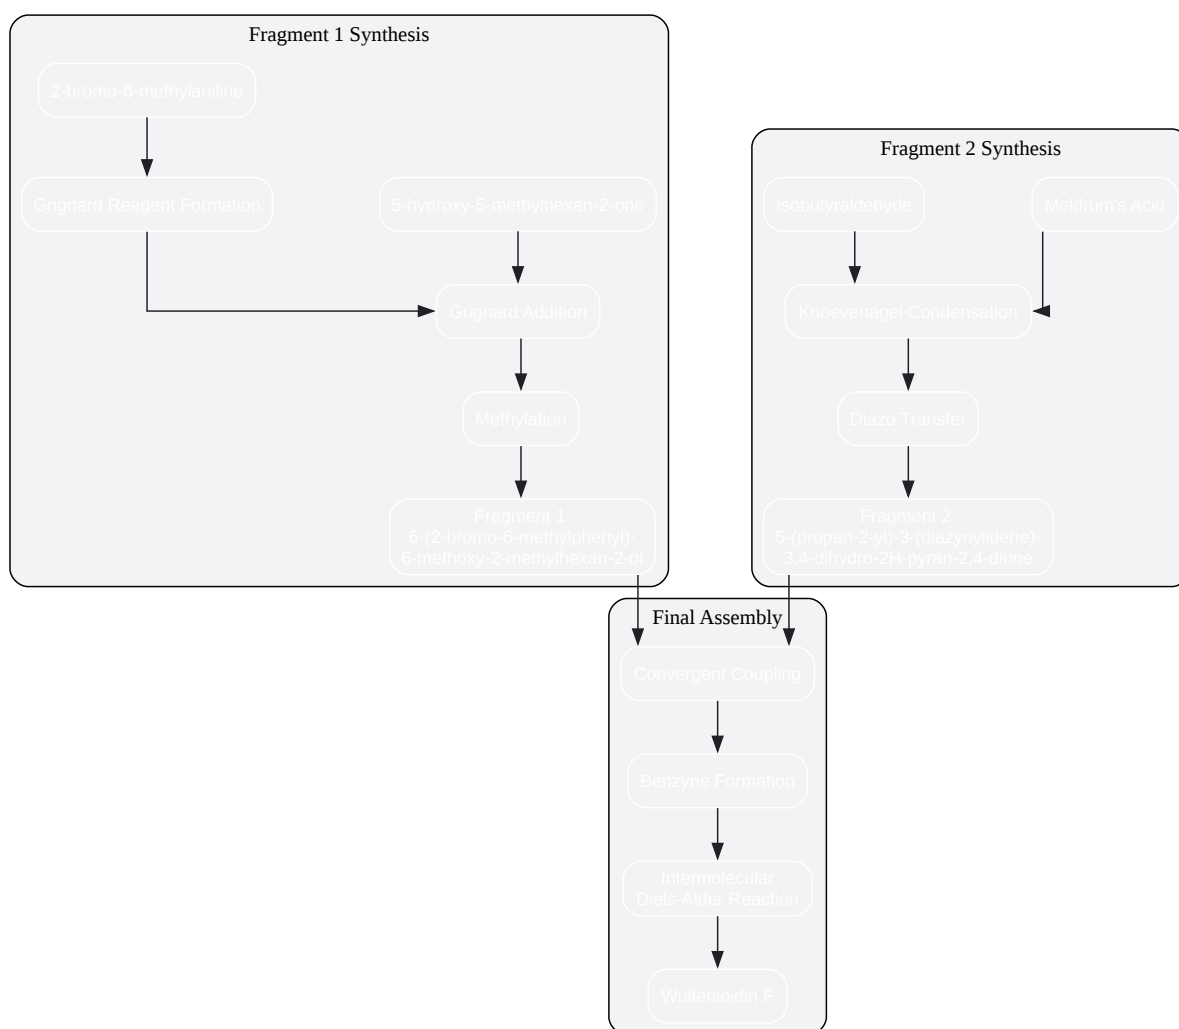 Fragment 1 Synthesis
2-bromo-6-methylaniline
Grignard Reagent Formation
5-hydroxy-5-methylhexan-2-one
Grignard Addition
Methylation
Fragment 1:
6-(2-bromo-6-methylphenyl)-
6-methoxy-2-methylhexan-2-ol
Fragment 2 Synthesis
Isobutyraldehyde
Meldrum's Acid
Knoevenagel Condensation
Diazo Transfer
Fragment 2:
5-(propan-2-yl)-3-(diazynylidene)-
3,4-dihydro-2H-pyran-2,4-dione
Final Assembly
Convergent Coupling
Benzyne Formation
Intermolecular
Diels-Alder Reaction
Wulfenioidin F